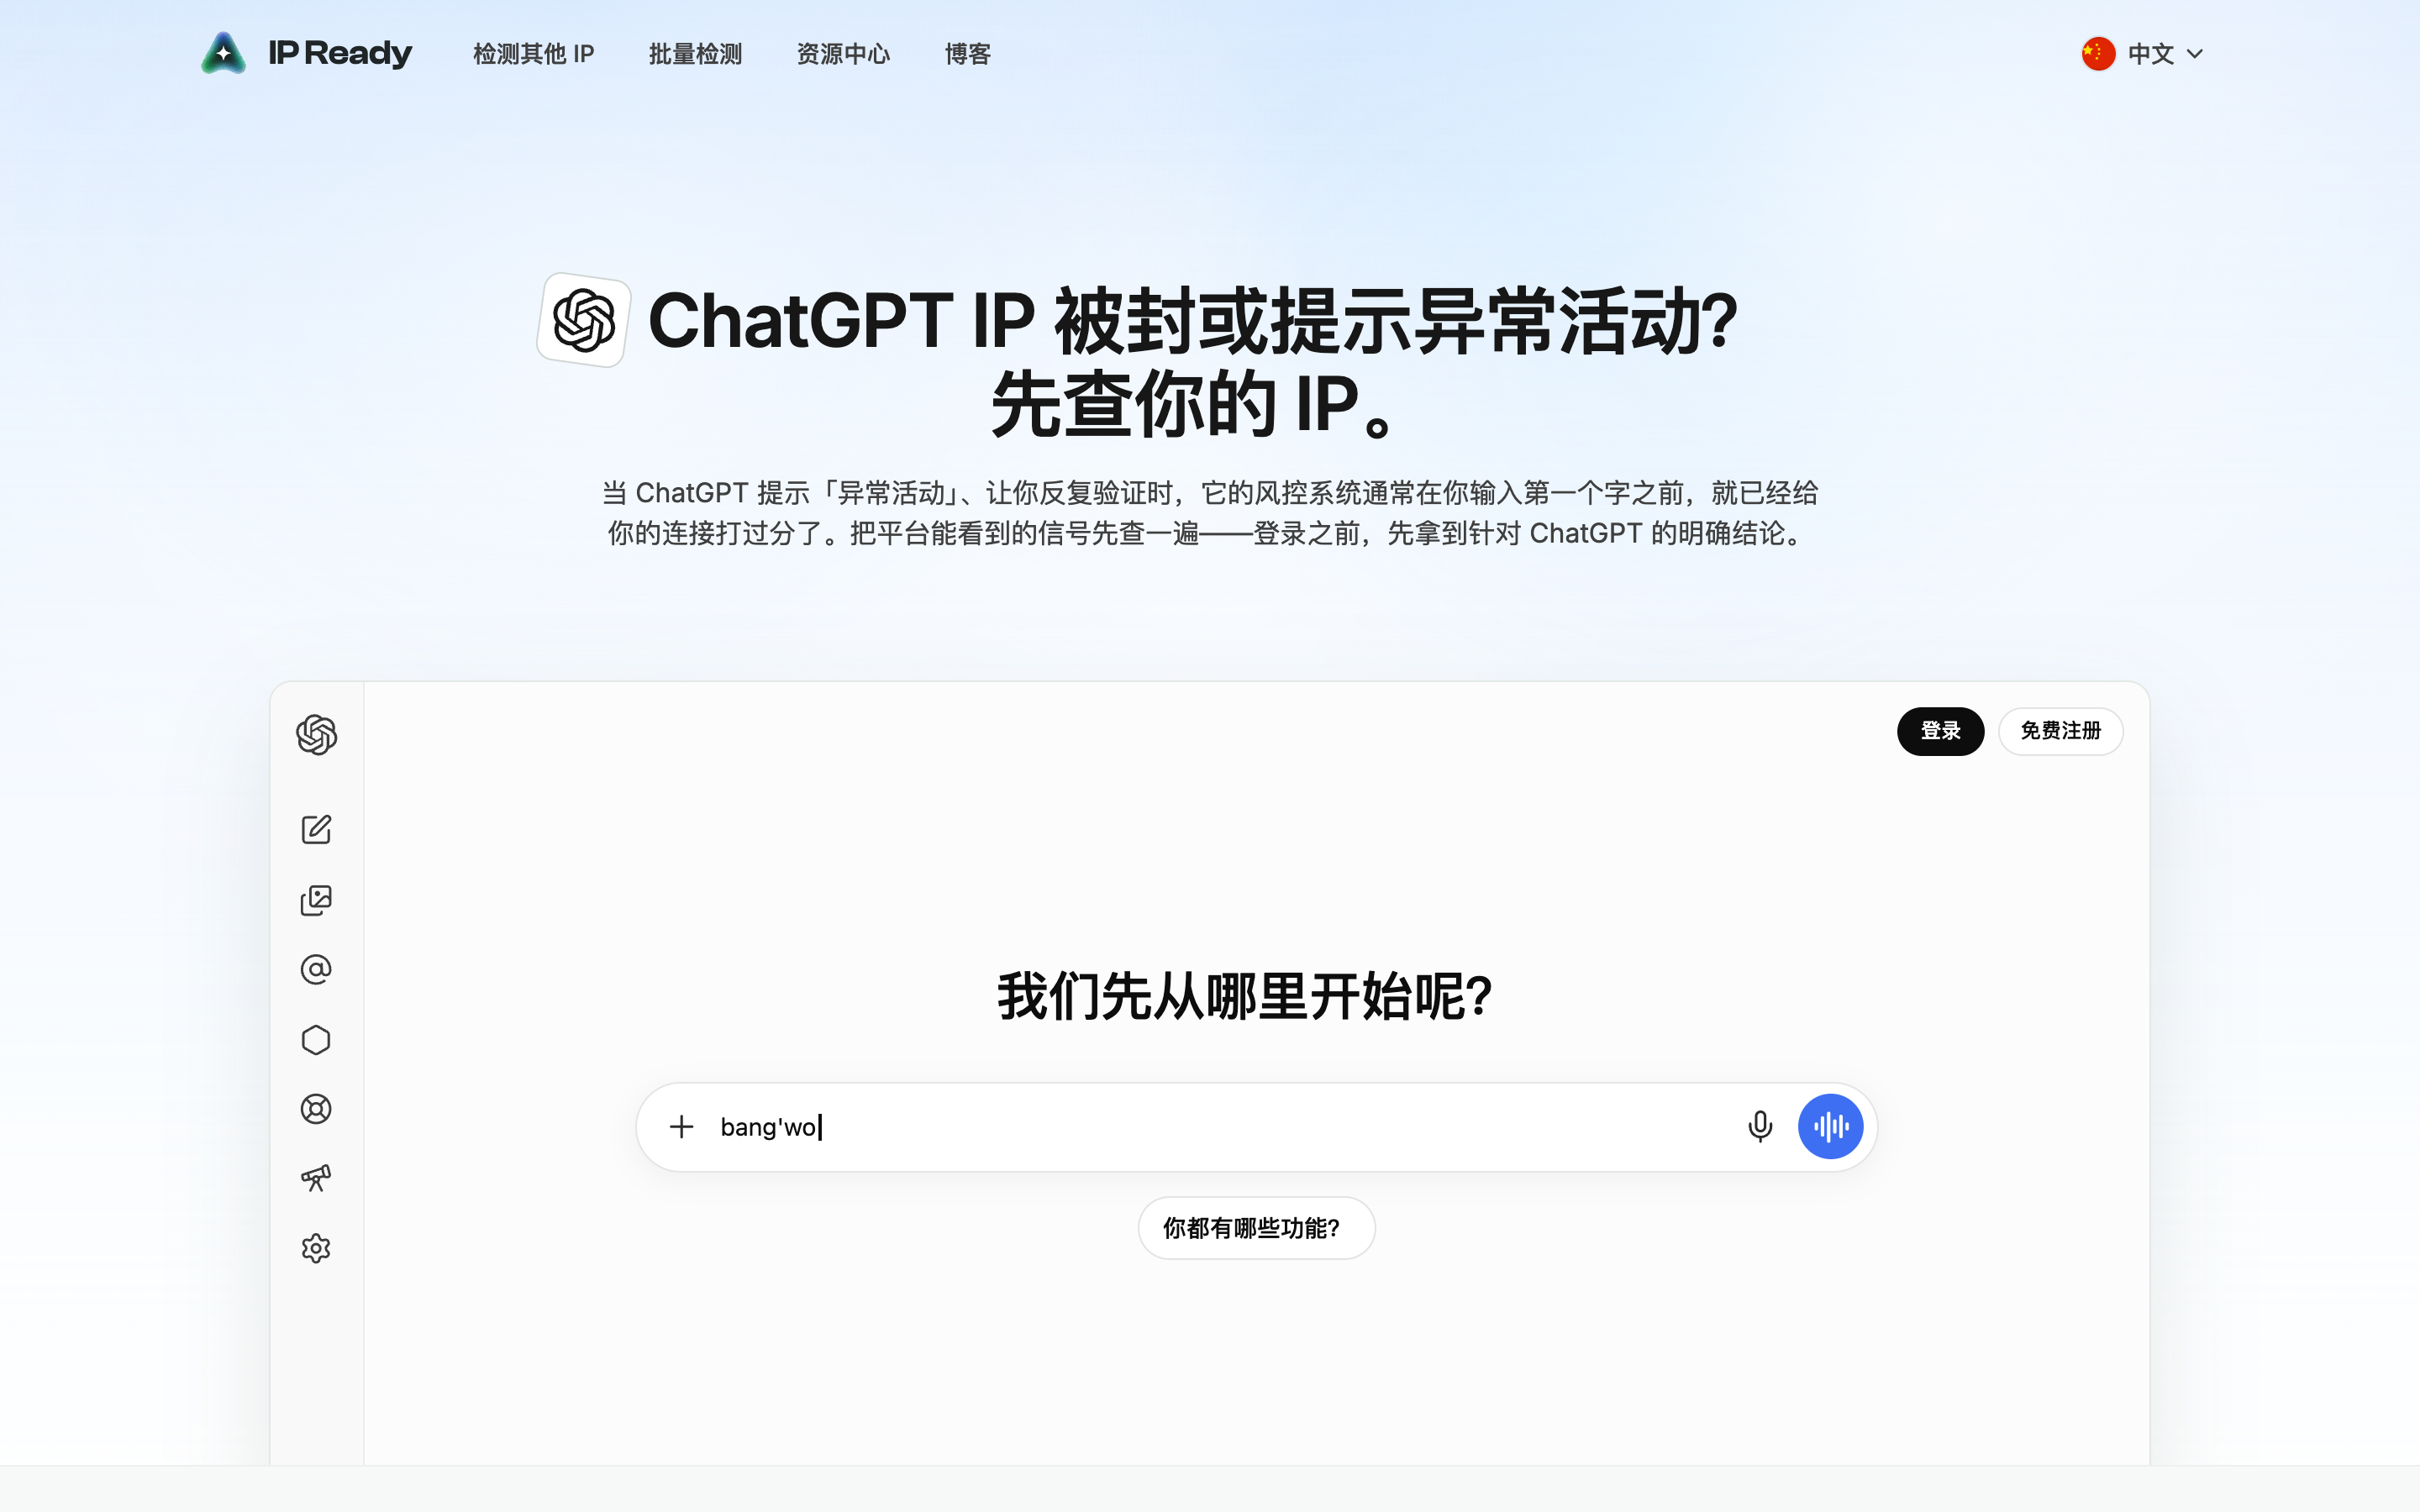 IP Ready
检测其他 IP
批量检测
资源中心
博客
中文
ChatGPT IP 被封或提示异常活动?
先查你的 IP。
当 ChatGPT 提示「异常活动」、让你反复验证时，它的风控系统通常在你输入第一个字之前，就已经给
你的连接打过分了。把平台能看到的信号先查一遍——登录之前，先拿到针对 ChatGPT 的明确结论。
登录
免费注册
我们先从哪里开始呢?
bang'wo
你都有哪些功能?